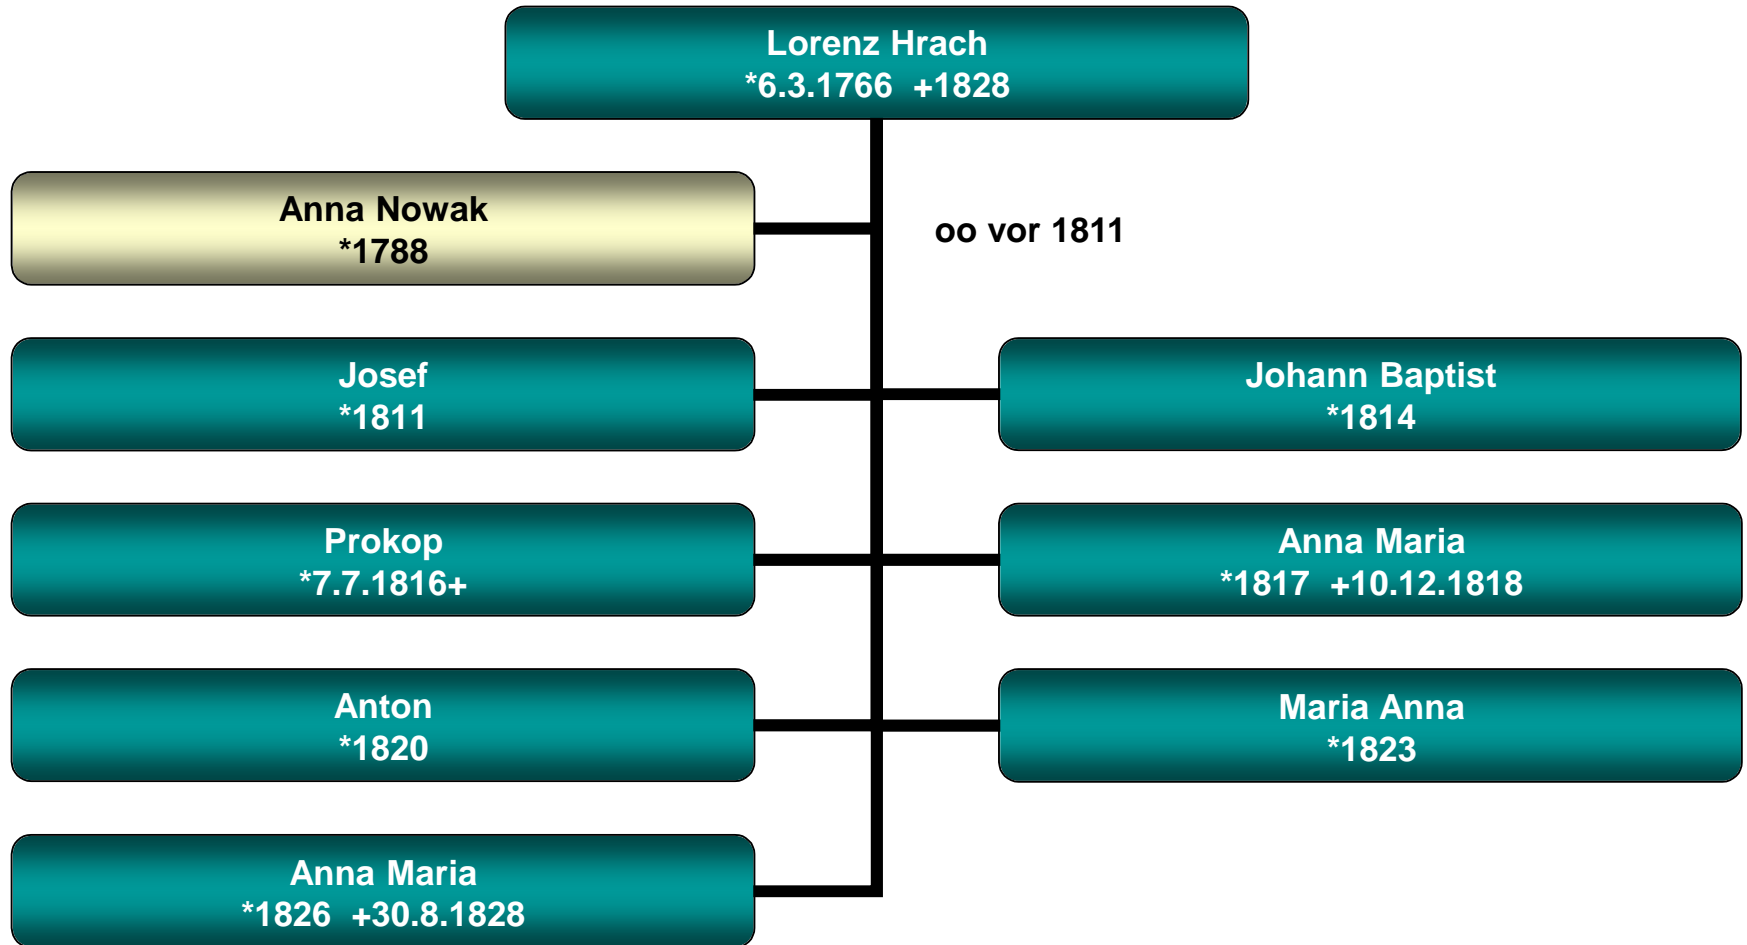 Lorenz Hrach
*6.3.1766  +1828
Anna Nowak
*1788
oo vor 1811
Josef
*1811
Johann Baptist
*1814
Prokop
*7.7.1816+
Anna Maria
*1817  +10.12.1818
Anton
*1820
Maria Anna
*1823
Anna Maria
*1826  +30.8.1828